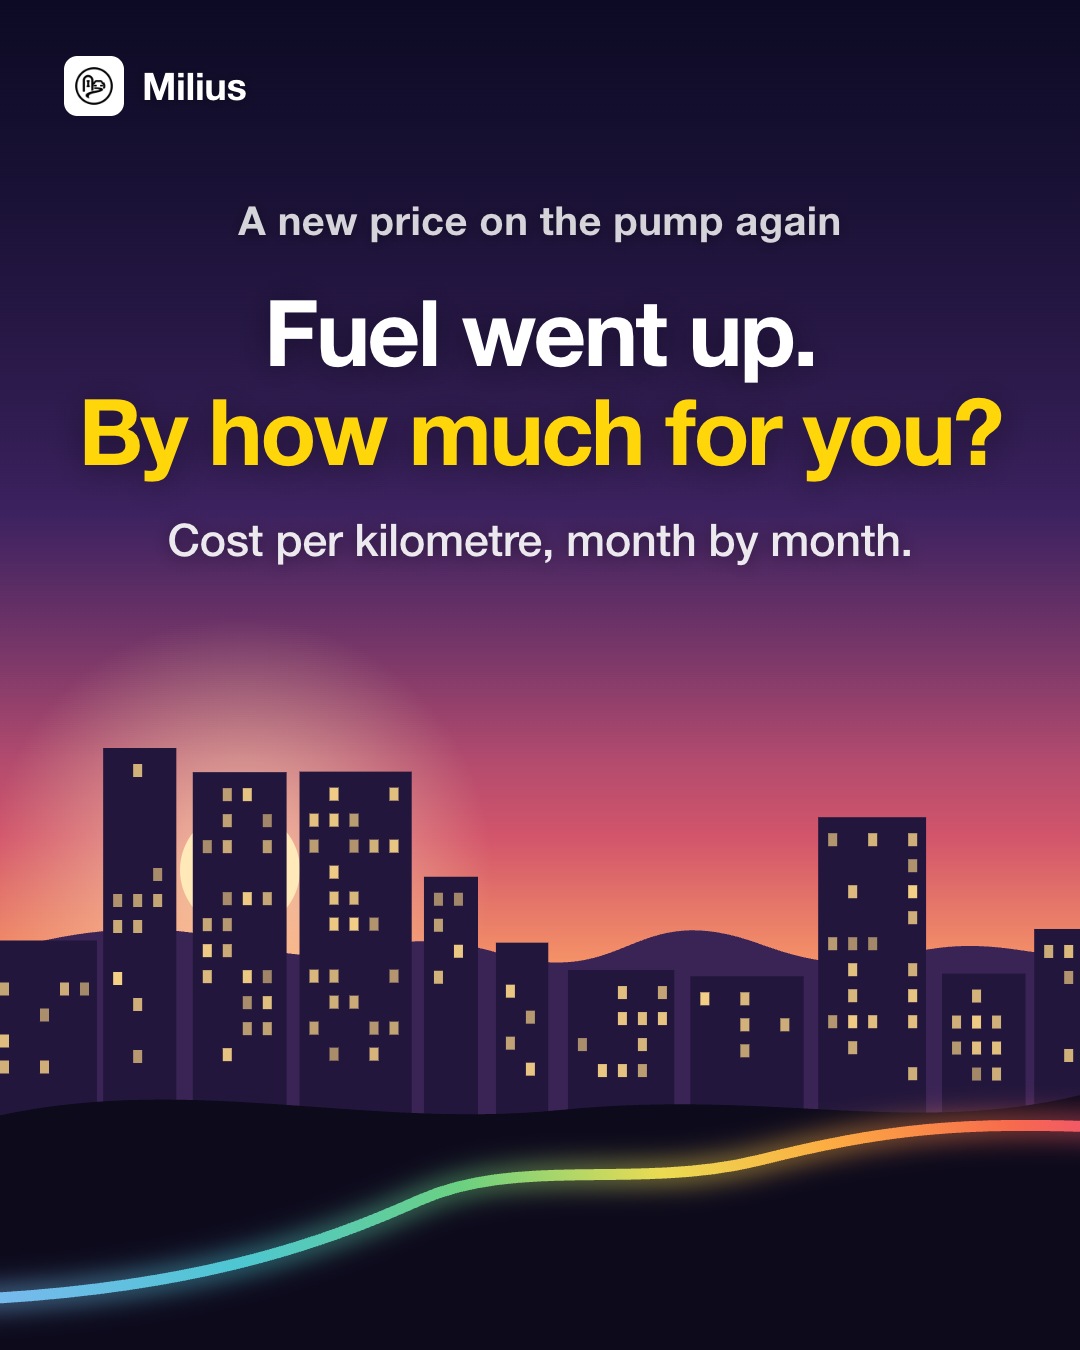 Milius
A new price on the pump again
Fuel went up.
By how much for you?
Cost per kilometre, month by month.